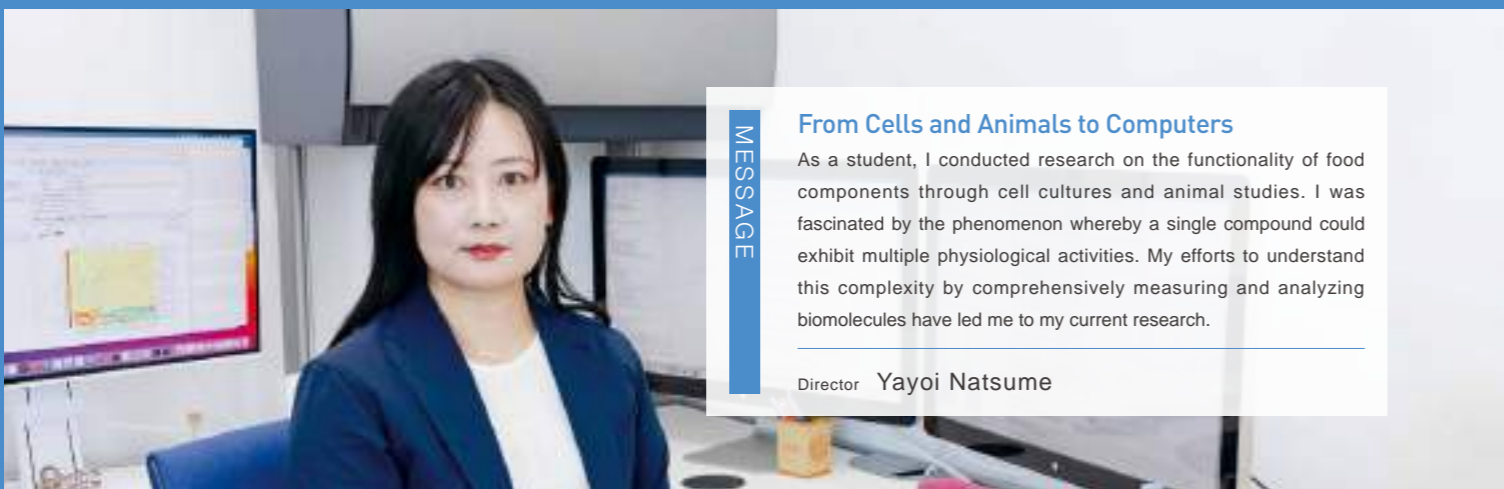 MESSAGE
From Cells and Animals to Computers
As a student, I conducted research on the functionality of food
components through cell cultures and animal studies. I was
fascinated by the phenomenon whereby a single compound could
exhibit multiple physiological activities. My efforts to understand
this complexity by comprehensively measuring and analyzing
biomolecules have led me to my current research.
Director Yayoi Natsume